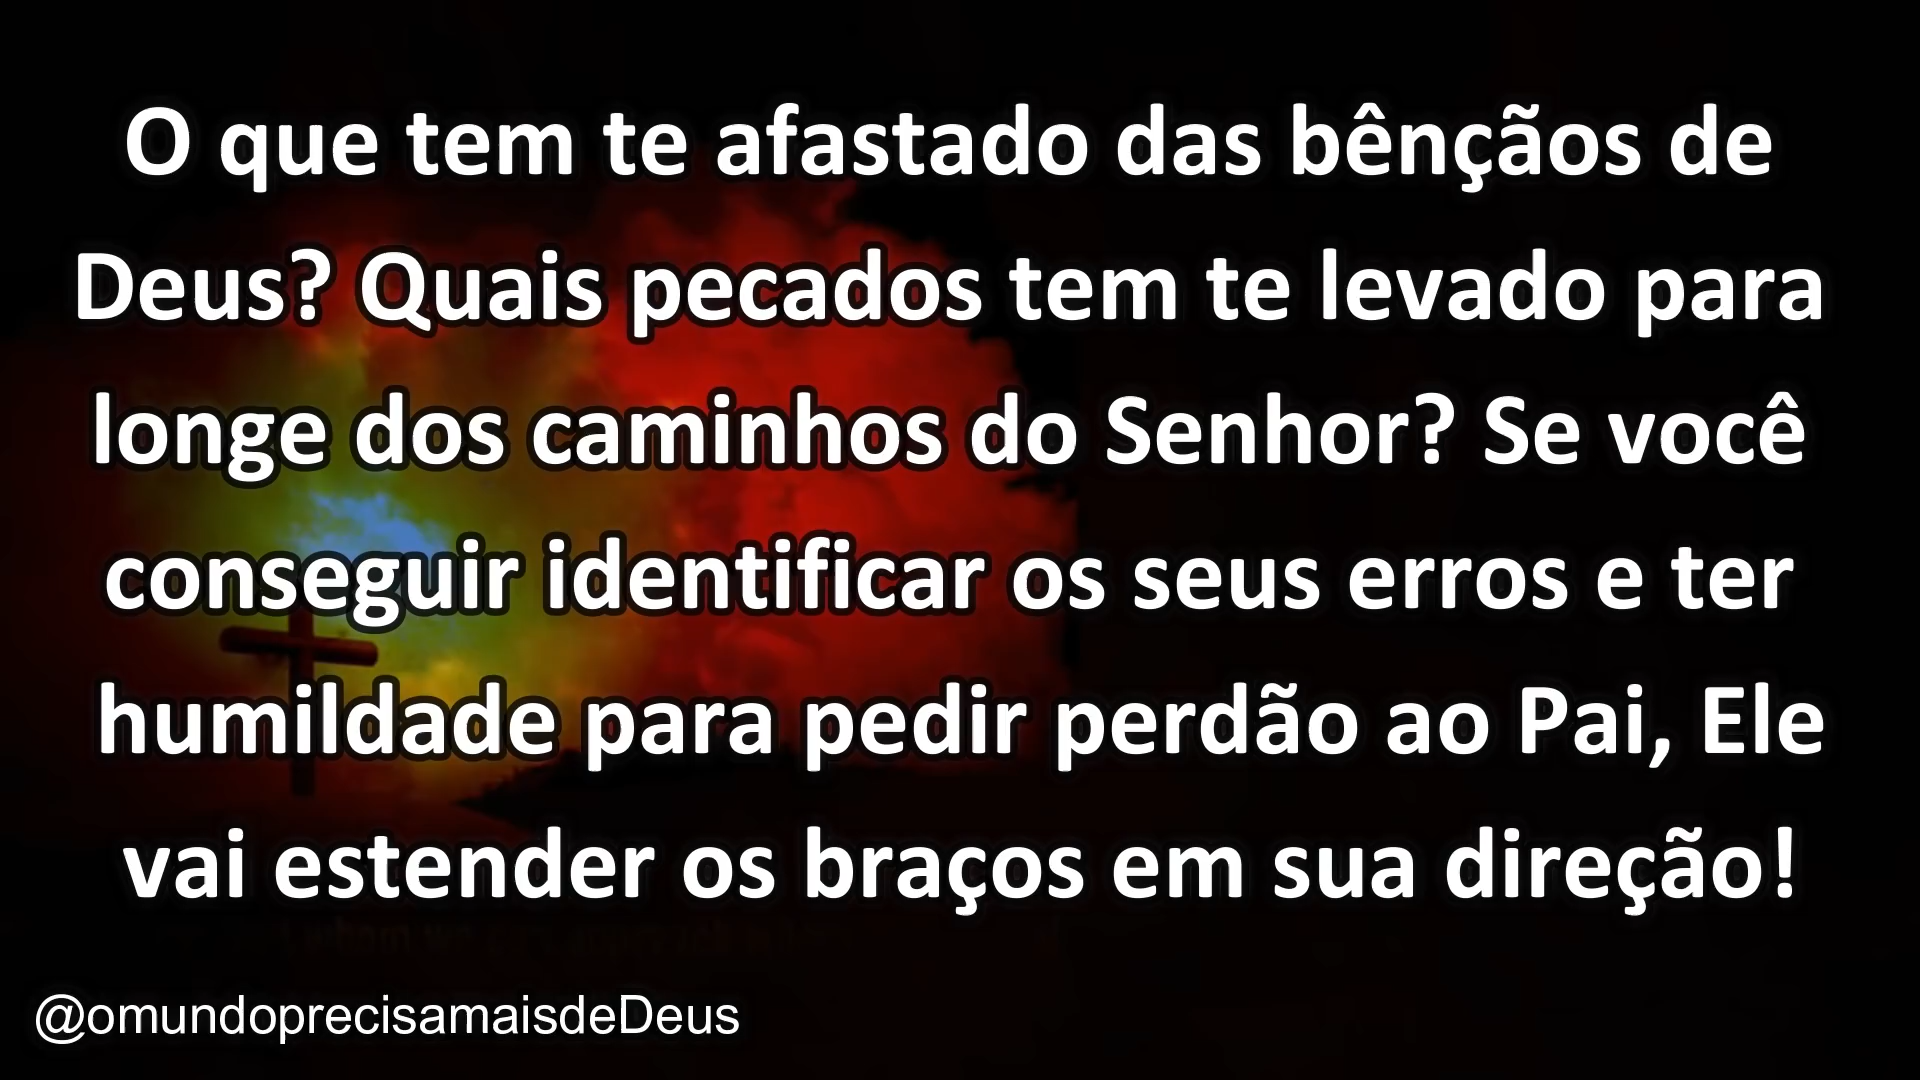 O que tem te afastado das bênçãos de
Deus? Quais pecados tem te levado para
longe dos caminhos do Senhor? Se você
conseguir identificar os seus erros e ter
humildade para pedir perdão ao Pai, Ele
vai estender os braços em sua direção!
@omundoprecisamaisdeDeus